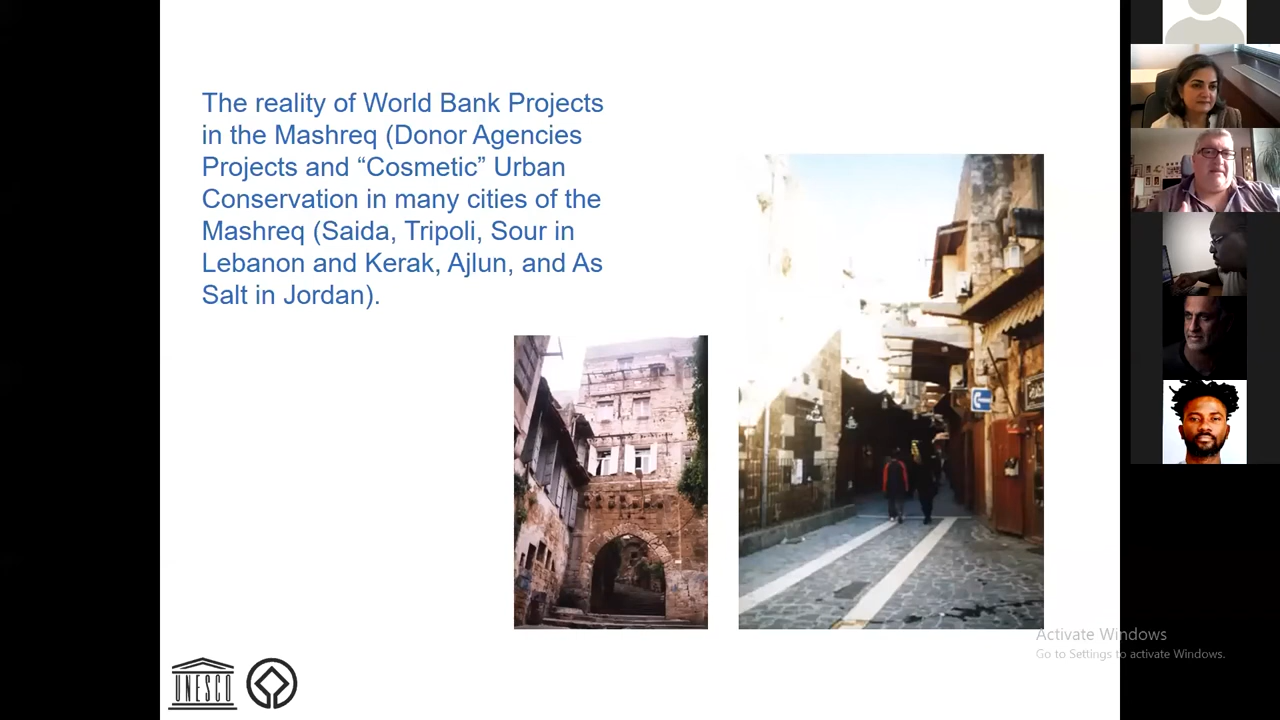 The reality of World Bank Projects
in the Mashreq (Donor Agencies
Projects and “Cosmetic” Urban
Conservation in many cities of the
Mashreq (Saida, Tripoli, Sour in
Lebanon and Kerak, Ajlun, and As
Salt in Jordan).
Activate Windows
Go to Settings to activate Windows.
UNESCO